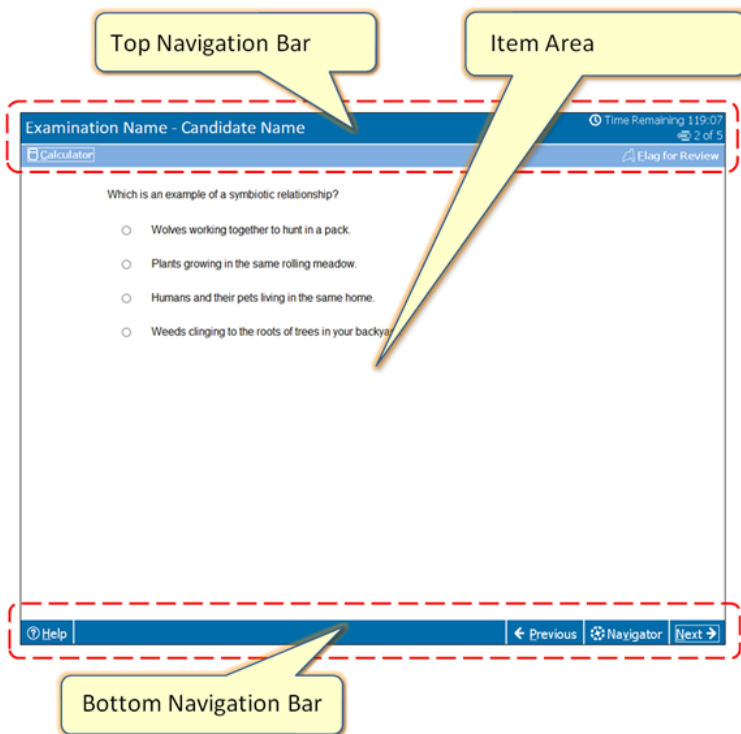 Top Navigation Bar
Item Area
Examination Name - Candidate Name
Time Remaining 119:07
2 of 5
Calculator
Flag for Review
Which is an example of a symbiotic relationship?
Wolves working together to hunt in a pack.
Plants growing in the same rolling meadow.
Humans and their pets living in the same home.
Weeds clinging to the roots of trees in your
Help
Previous
Navigator
Next
Bottom Navigation Bar